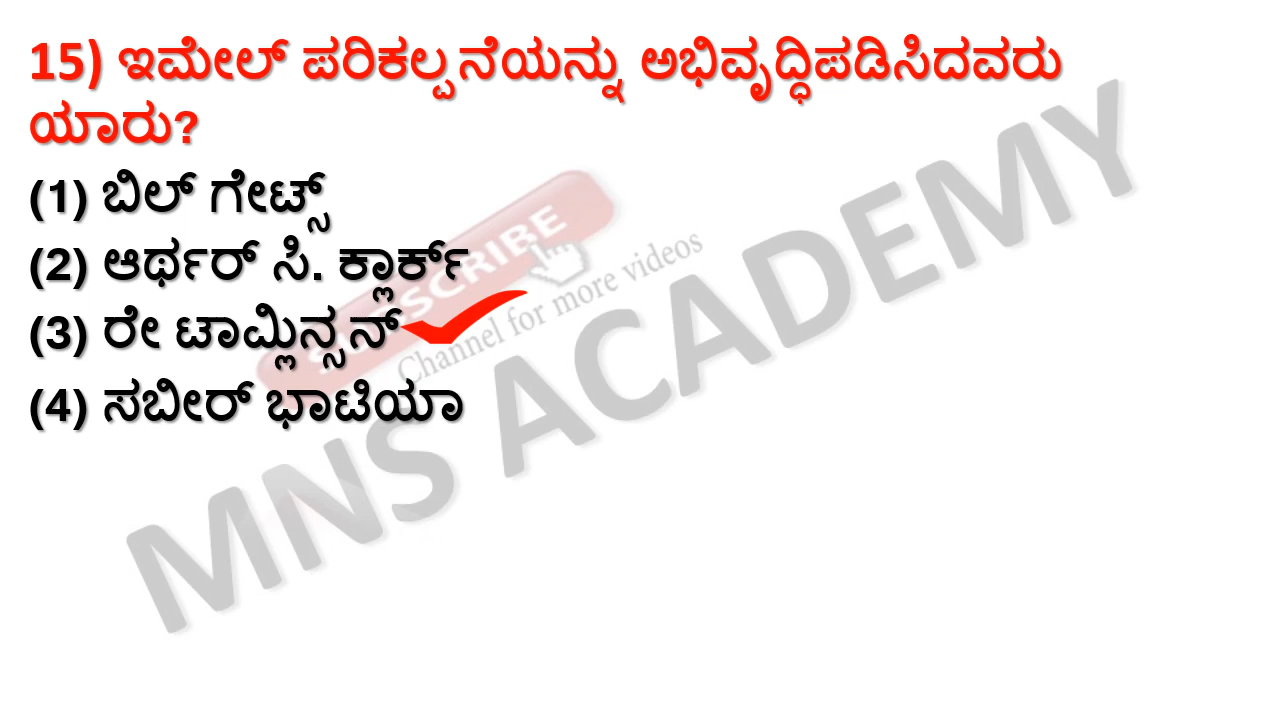 15) ಇಮೇಲ್ ಪರಿಕಲ್ಪನೆಯನ್ನು ಅಭಿವೃದ್ಧಿಪಡಿಸಿದವರು
ಯಾರು?
(1) ಬಿಲ್ ಗೇಟ್ಸ್
(2) ಆರ್ಥರ್ ಸಿ. ಕ್ಲಾರ್ಕ್
(3) ರೇ ಟಾಮ್ಲಿನ್ಸನ್
(4) ಸಬೀರ್ ಭಾಟಿಯಾ
SUBSCRIBE
Channel for more videos
MNS ACADEMY